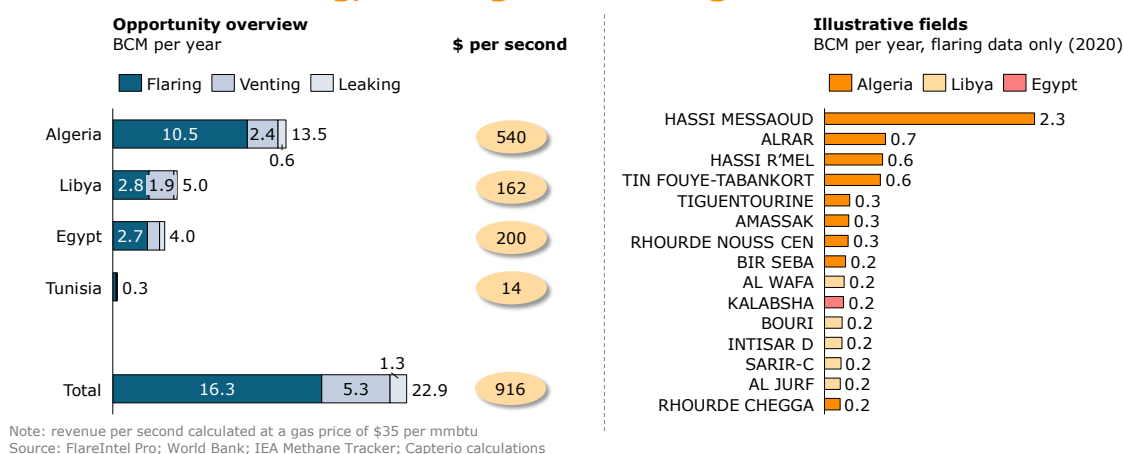 Opportunity overview
BCM per year
$ per second
Flaring Venting Leaking
Algeria 10.5 2.4 13.5 540
0.6
Libya 2.8 1.9 5.0 162
Egypt 2.7 4.0 200
Tunisia 0.3 14
1.3
Total 16.3 5.3 22.9 916
Note: revenue per second calculated at a gas price of $35 per mmbtu
Source: FlareIntel Pro; World Bank; IEA Methane Tracker; Capterio calculations
Illustrative fields
BCM per year, flaring data only (2020)
Algeria Libya Egypt
HASSI MESSAOUD 2.3
ALRAR 0.7
HASSI R'MEL 0.6
TIN FOUYE-TABANKORT 0.6
TIGUENTOURINE 0.3
AMASSAK 0.3
RHOURDE NOUSS CEN 0.3
BIR SEBA 0.2
AL WAFA 0.2
KALABSHA 0.2
BOURI 0.2
INTISAR D 0.2
SARIR-C 0.2
AL JURF 0.2
RHOURDE CHEGGA 0.2